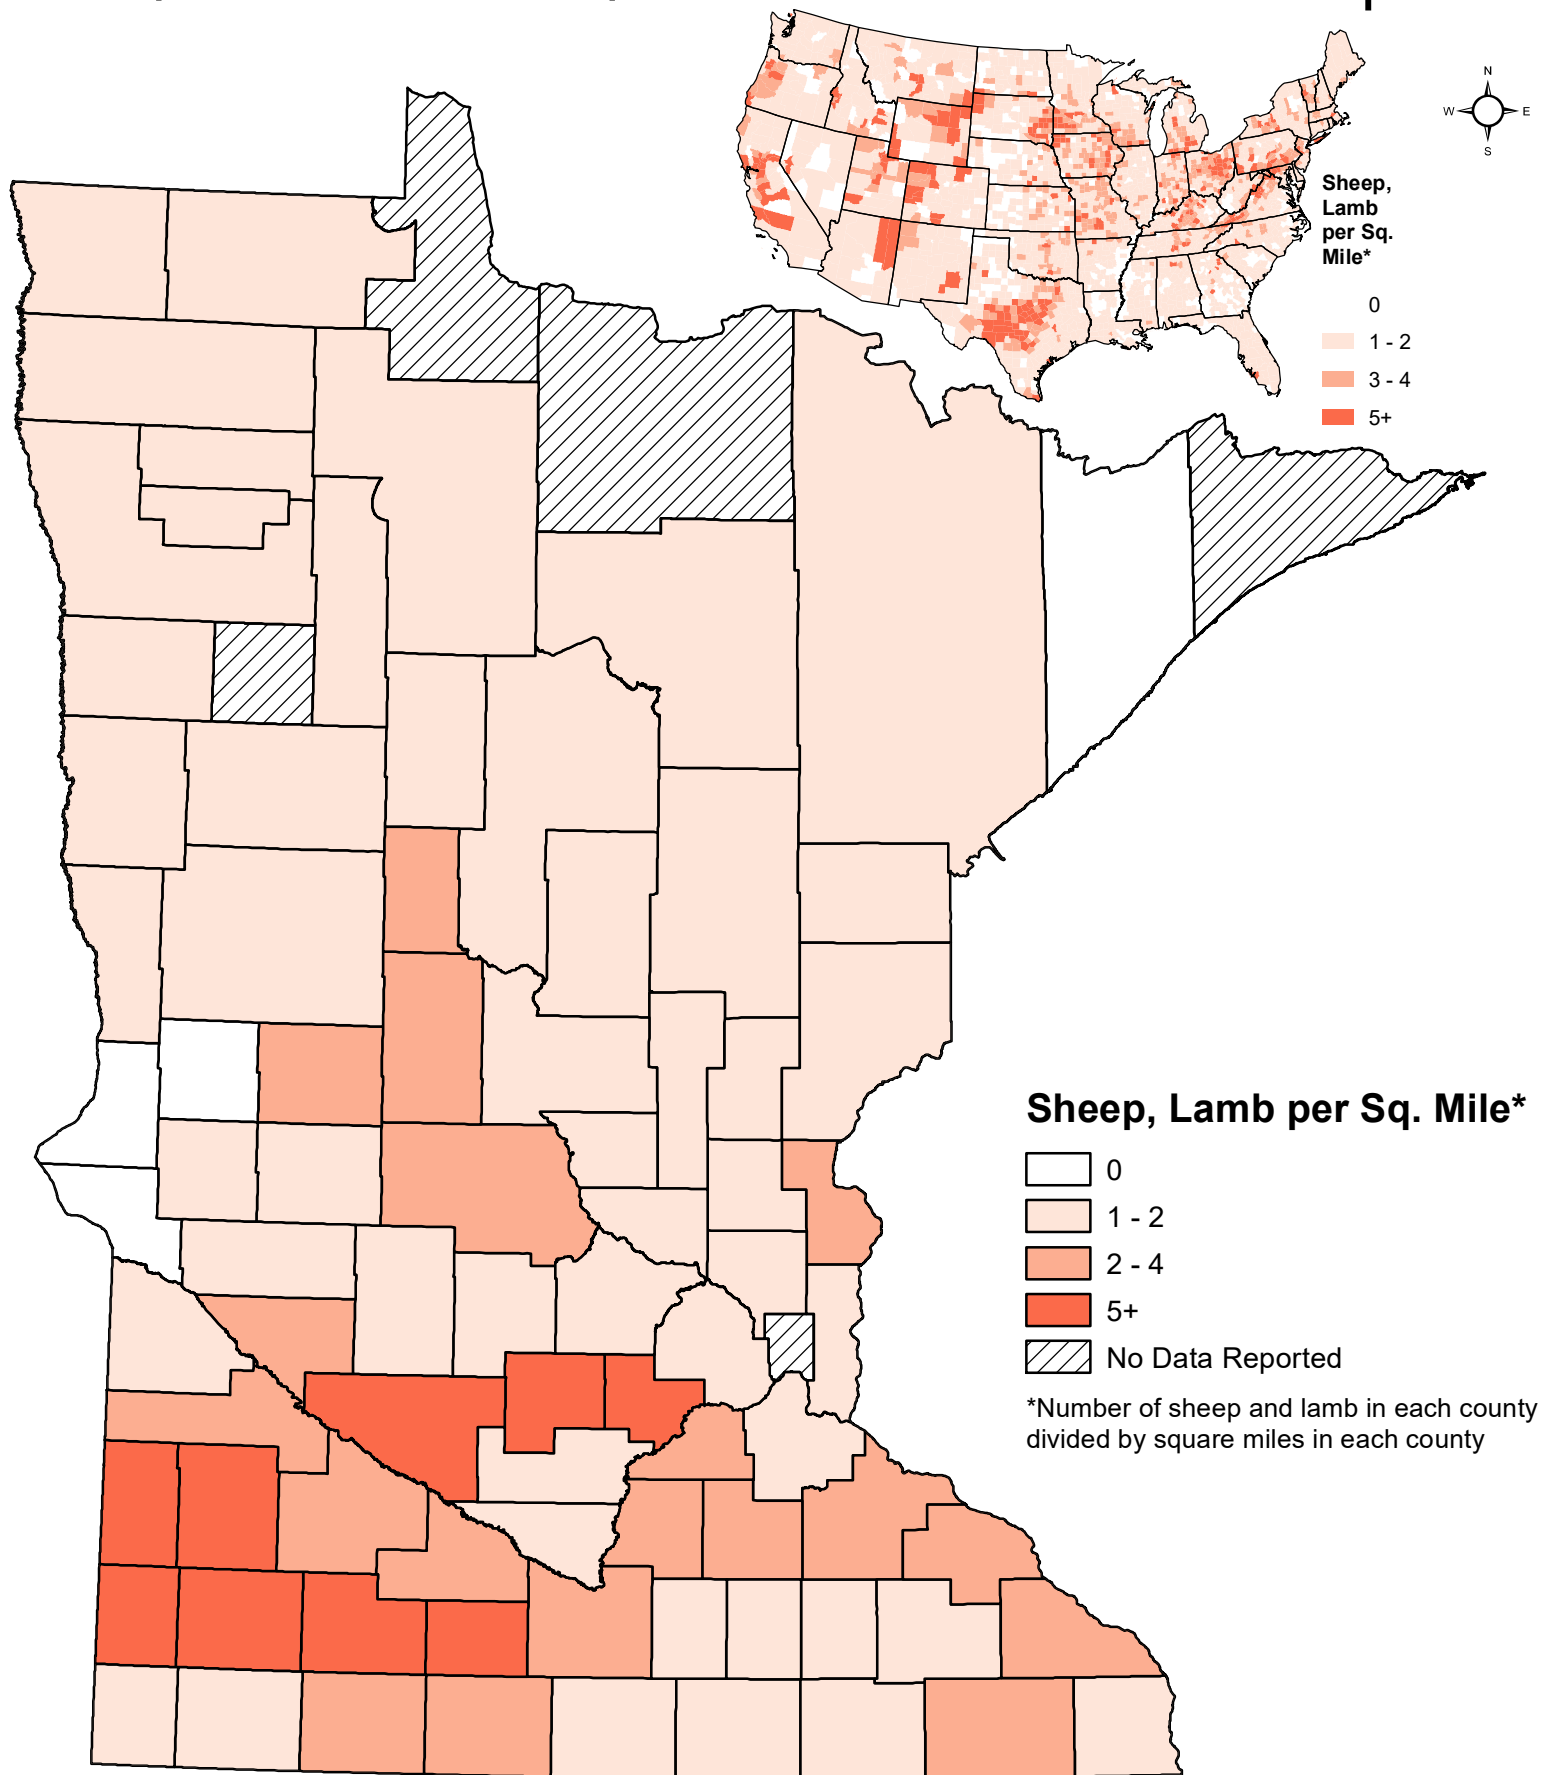 N
W E
S
Sheep,
Lamb
per Sq.
Mile*
0
1 - 2
3 - 4
5+
Sheep, Lamb per Sq. Mile*
0
1 - 2
2 - 4
5+
No Data Reported
*Number of sheep and lamb in each county
divided by square miles in each county